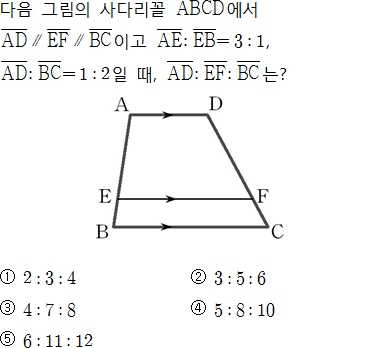 다음 그림의 사다리꼴 ABCD에서
AD // EF // BC이고 AE : EB = 3 : 1,
AD : BC = 1 : 2일 때, AD : EF : BC는?
A D
E F
B C
① 2 : 3 : 4 ② 3 : 5 : 6
③ 4 : 7 : 8 ④ 5 : 8 : 10
⑤ 6 : 11 : 12